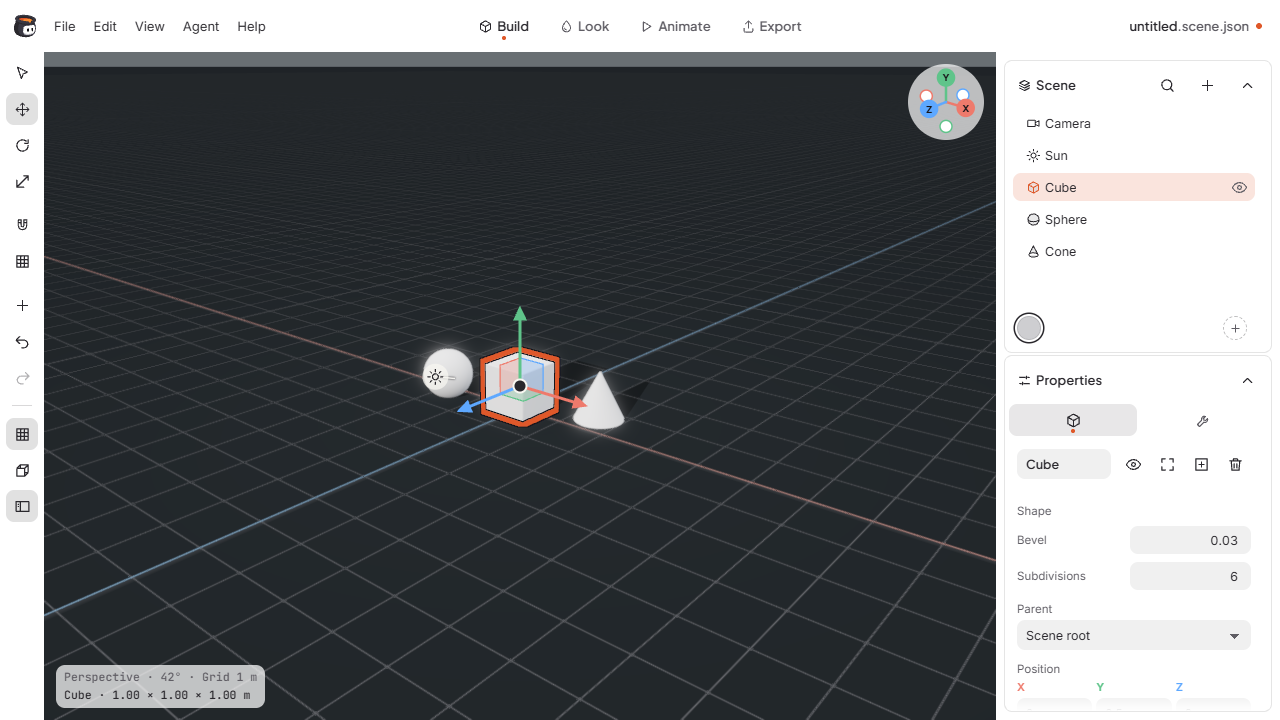 File Edit View Agent Help
Build Look Animate Export
untitled.scene.json
Y
Z X
Scene
Camera
Sun
Cube
Sphere
Cone
Properties
Cube
Shape
Bevel 0.03
Subdivisions 6
Parent
Scene root
Position
X Y Z
Perspective · 42° · Grid 1 m
Cube · 1.00 × 1.00 × 1.00 m